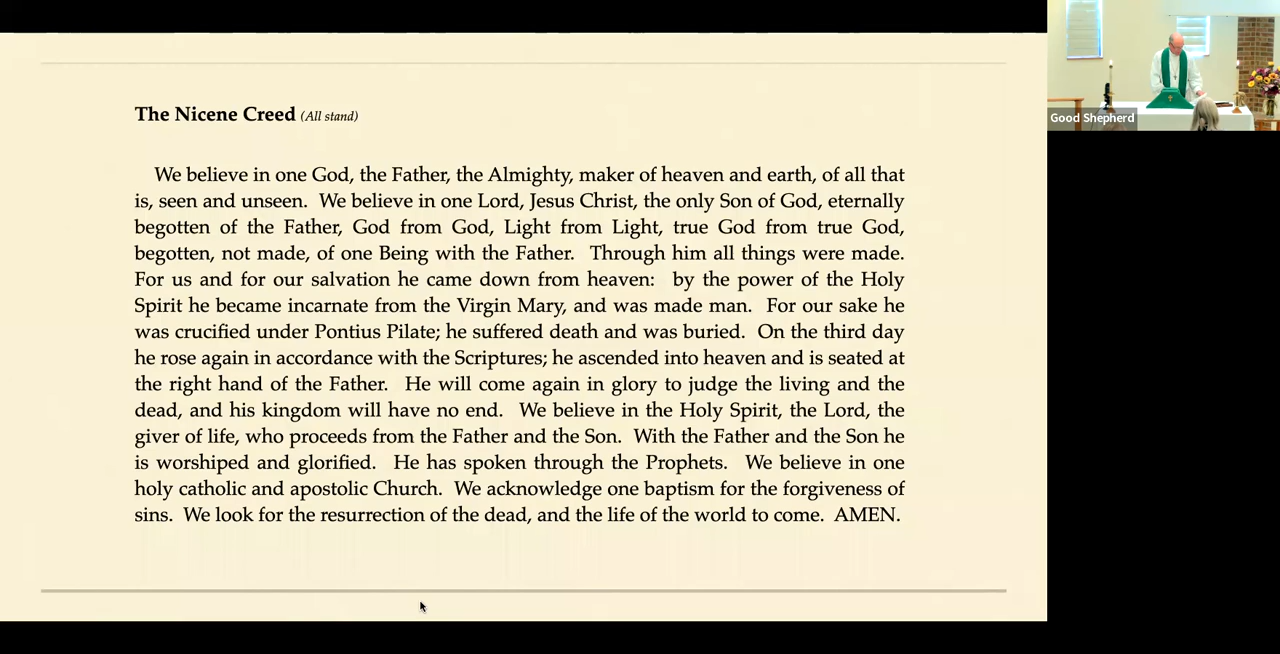 The Nicene Creed (All stand)
We believe in one God, the Father, the Almighty, maker of heaven and earth, of all that
is, seen and unseen. We believe in one Lord, Jesus Christ, the only Son of God, eternally
begotten of the Father, God from God, Light from Light, true God from true God,
begotten, not made, of one Being with the Father. Through him all things were made.
For us and for our salvation he came down from heaven: by the power of the Holy
Spirit he became incarnate from the Virgin Mary, and was made man. For our sake he
was crucified under Pontius Pilate; he suffered death and was buried. On the third day
he rose again in accordance with the Scriptures; he ascended into heaven and is seated at
the right hand of the Father. He will come again in glory to judge the living and the
dead, and his kingdom will have no end. We believe in the Holy Spirit, the Lord, the
giver of life, who proceeds from the Father and the Son. With the Father and the Son he
is worshiped and glorified. He has spoken through the Prophets. We believe in one
holy catholic and apostolic Church. We acknowledge one baptism for the forgiveness of
sins. We look for the resurrection of the dead, and the life of the world to come. AMEN.
Good Shepherd